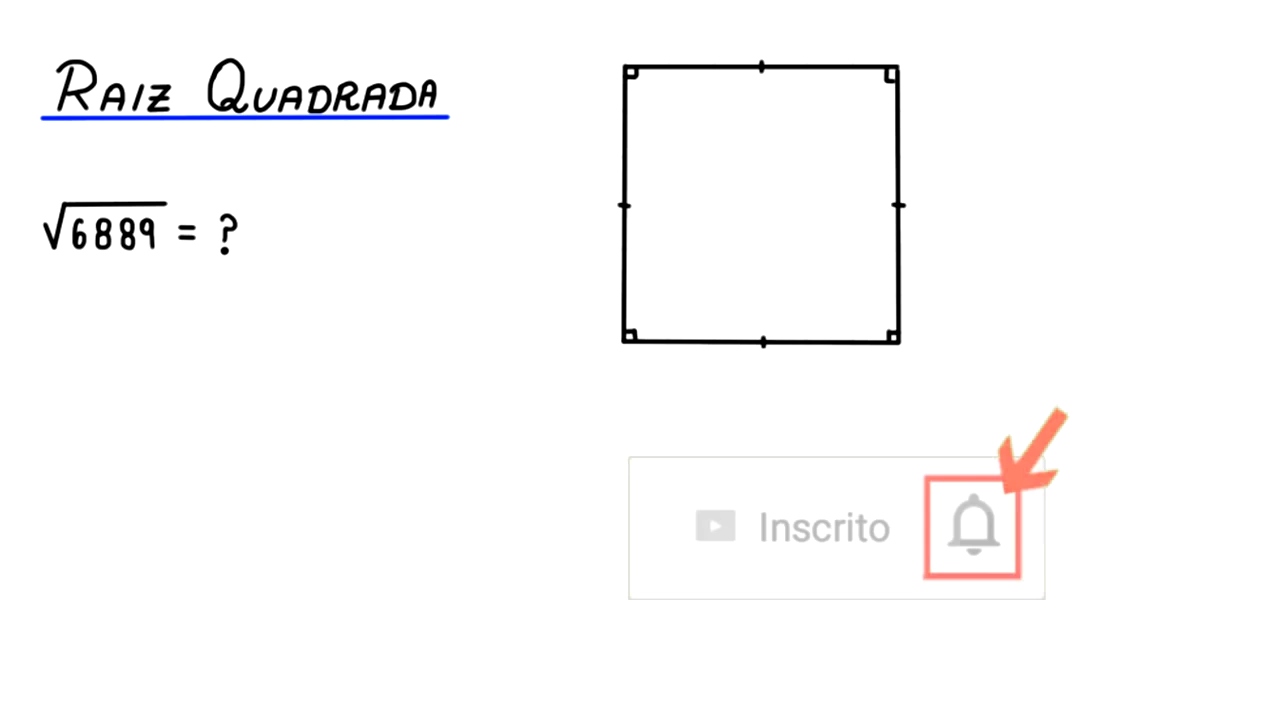 RAIZ QUADRADA
√6889 = ?
Inscrito